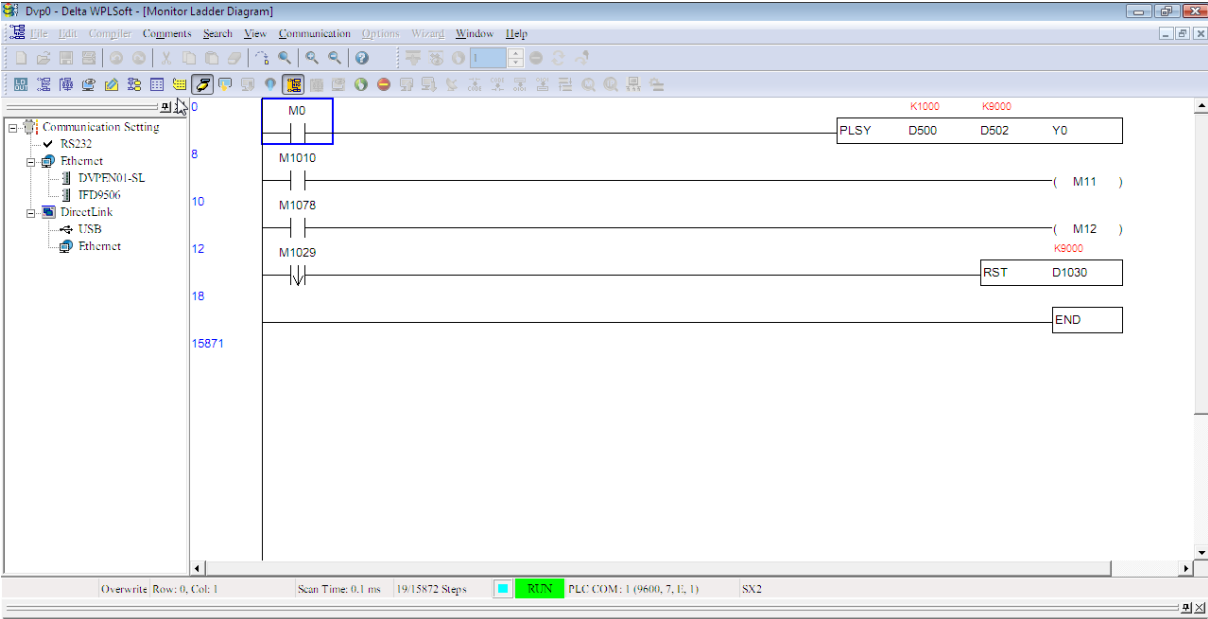 Dvp0 - Delta WPLSoft - [Monitor Ladder Diagram]
File Edit Compiler Comments Search View Communication Options Wizard Window Help
1
0
M0
K1000 K9000
PLSY D500 D502 Y0
8
M1010
( M11 )
10
M1078
( M12 )
12
M1029
K9000
RST D1030
18
END
15871
Communication Setting
RS232
Ethernet
DVPEN01-SL
IFD9506
DirectLink
USB
Ethernet
Overwrite Row: 0, Col: 1 Scan Time: 0.1 ms 19/15872 Steps RUN PLC COM: 1 (9600, 7, E, 1) SX2